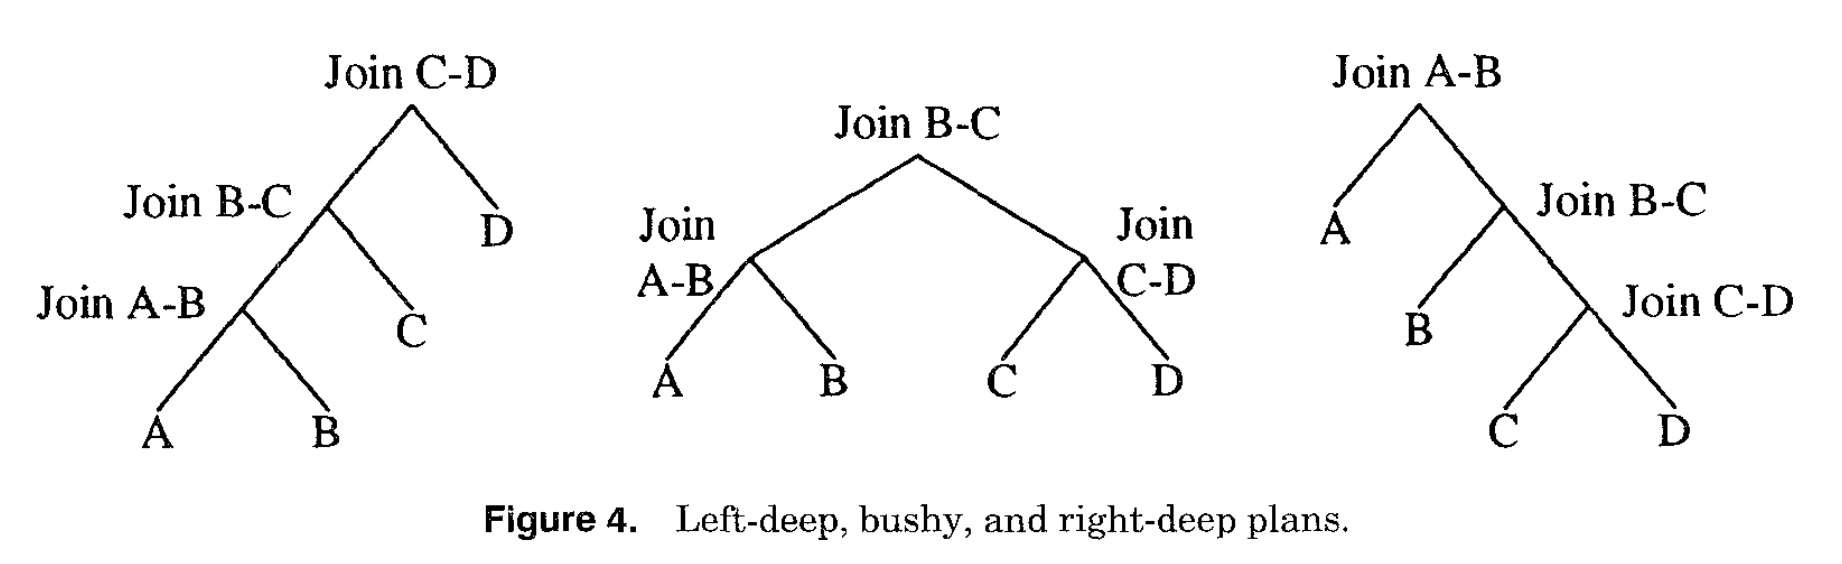 Join C-D
Join B-C
D
Join A-B
C
A
B
Join B-C
Join
A-B
Join
C-D
A
B
C
D
Join A-B
A
Join B-C
B
Join C-D
C
D
Figure 4. Left-deep, bushy, and right-deep plans.